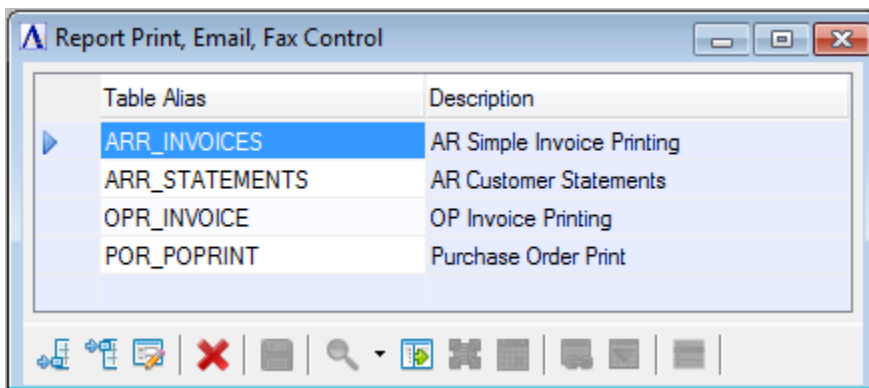 Report Print, Email, Fax Control
Table Alias Description
ARR_INVOICES AR Simple Invoice Printing
ARR_STATEMENTS AR Customer Statements
OPR_INVOICE OP Invoice Printing
POR_POPRINT Purchase Order Print